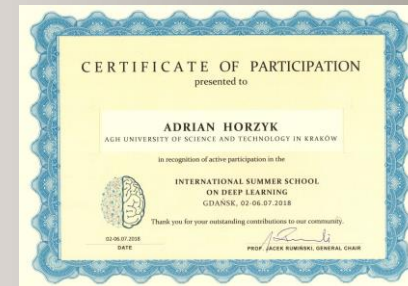 CERTIFICATE OF PARTICIPATION
presented to
ADRIAN HORZYK
AGH UNIVERSITY OF SCIENCE AND TECHNOLOGY IN KRAKÓW
in recognition of active participation in the
INTERNATIONAL SUMMER SCHOOL
ON DEEP LEARNING
GDAŃSK, 02-06.07.2018
Thank you for your outstanding contributions to our community.
02-06.07.2018
DATE
PROF. JACEK RUMIŃSKI, GENERAL CHAIR